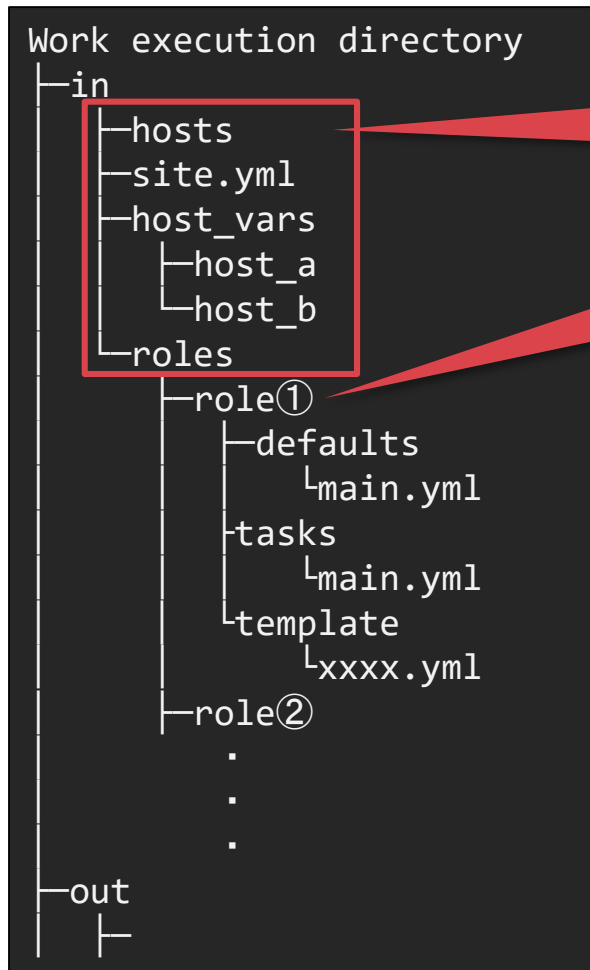 Work execution directory
├─in
│  ├─hosts
│  ├─site.yml
│  ├─host_vars
│  │  ├─host_a
│  │  └─host_b
│  └─roles
│     ├─role①
│     │  ├─defaults
│     │  │  └main.yml
│     │  ├tasks
│     │  │  └main.yml
│     │  └template
│     │     └xxxx.yml
│     ├─role②
│        .
│        .
│        .
├─out
│  ├─